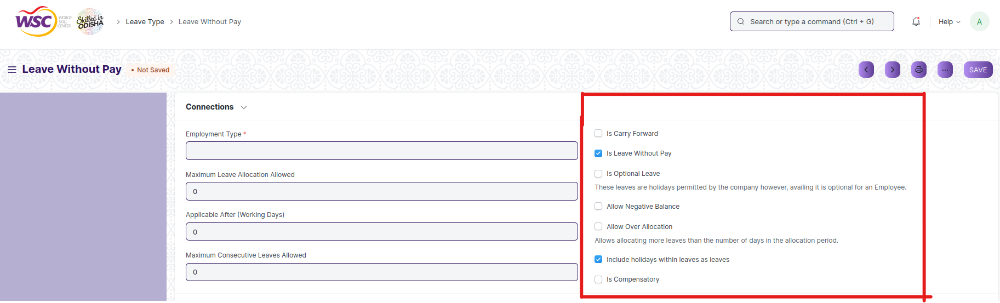 WSC WORLD SKILL CENTER
Skilled in ODISHA
> Leave Type > Leave Without Pay
Search or type a command (Ctrl + G)
Help
A
Leave Without Pay
• Not Saved
SAVE
Connections
Employment Type *
Maximum Leave Allocation Allowed
0
Applicable After (Working Days)
0
Maximum Consecutive Leaves Allowed
0
Is Carry Forward
Is Leave Without Pay
Is Optional Leave
These leaves are holidays permitted by the company however, availing it is optional for an Employee.
Allow Negative Balance
Allow Over Allocation
Allows allocating more leaves than the number of days in the allocation period.
Include holidays within leaves as leaves
Is Compensatory